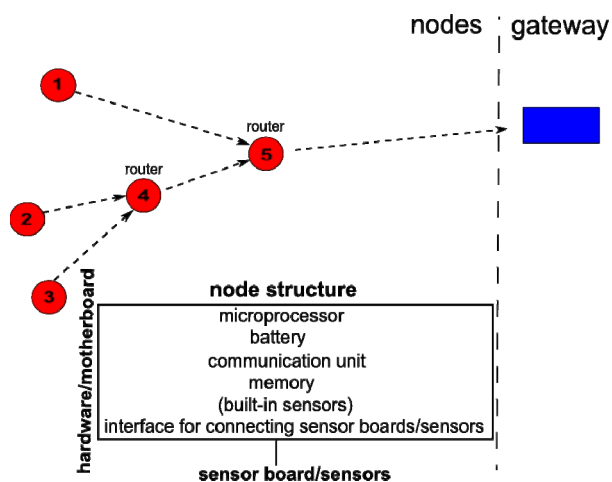 nodes
gateway
1
router
5
router
4
2
3
hardware/motherboard
node structure
microprocessor
battery
communication unit
memory
(built-in sensors)
interface for connecting sensor boards/sensors
sensor board/sensors